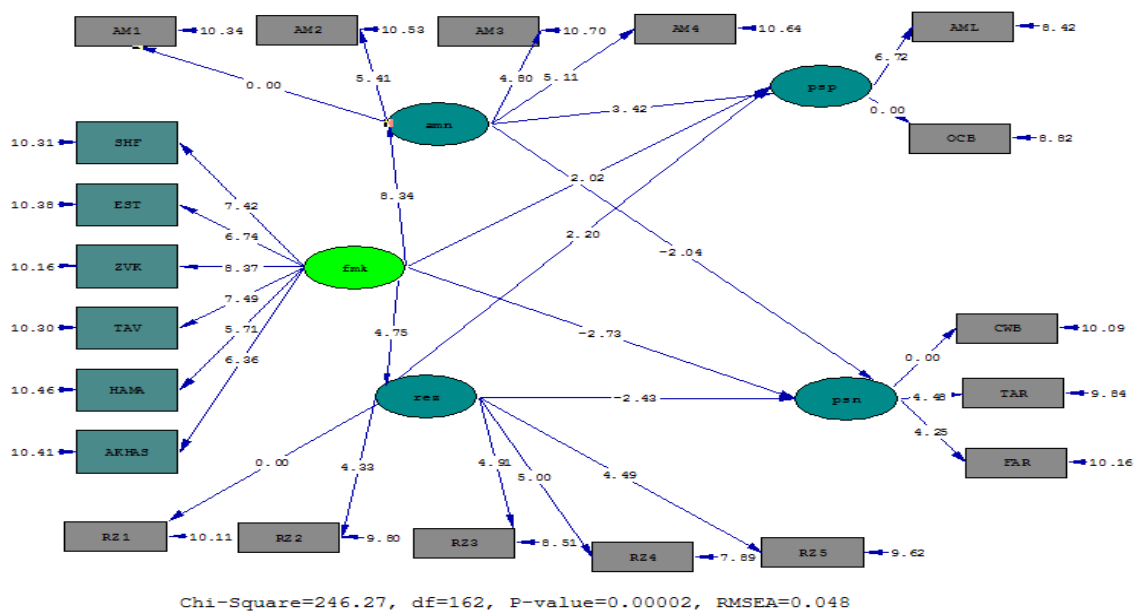 AM1 10.34
AM2 10.53
AM3 10.70
AM4 10.64
AML 8.42
OCB 8.82
0.00
5.41
4.80
5.11
6.72
0.00
amn
psp
3.42
10.31 SHF
10.38 EST
10.16 ZVK
10.30 TAV
10.46 HAMA
10.41 AKHAS
7.42
6.74
8.37
7.49
5.71
6.36
fmk
8.34
2.02
2.20
-2.04
4.75
-2.73
rez
-2.43
psn
0.00
4.48
4.25
CWB 10.09
TAR 9.84
FAR 10.16
0.00
4.33
4.91
5.00
4.49
RZ1 10.11
RZ2 9.80
RZ3 8.51
RZ4 7.89
RZ5 9.62
Chi-Square=246.27, df=162, P-value=0.00002, RMSEA=0.048